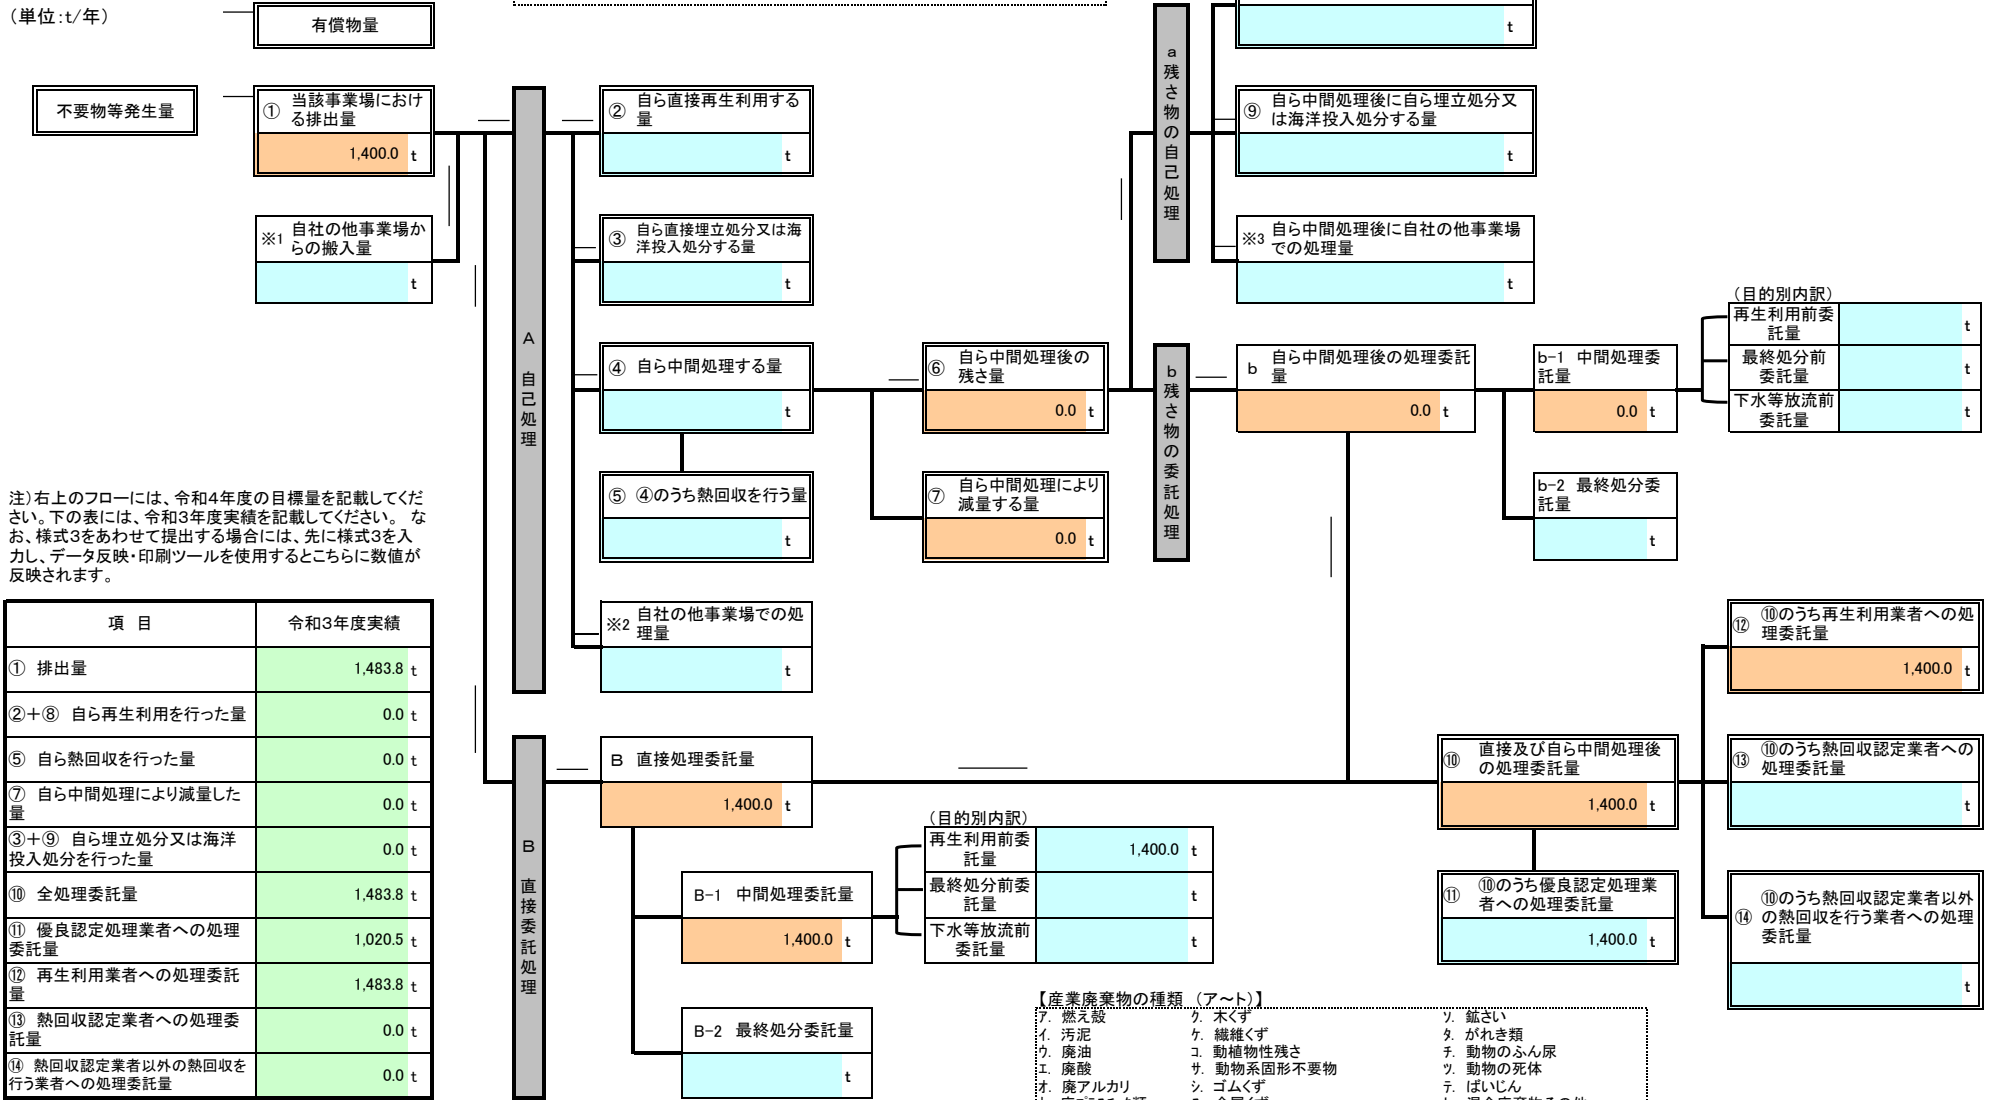 （単位：t/年）
有償物量
不要物等発生量
① 当該事業場におけ
る排出量
1,400.0 t
※1 自社の他事業場か
らの搬入量
t
A 自己処理
② 自ら直接再生利用する
量
t
③ 自ら直接埋立処分又は海
洋投入処分する量
t
④ 自ら中間処理する量
t
⑤ ④のうち熱回収を行う量
t
※2 自社の他事業場での処
理量
t
⑥ 自ら中間処理後の
残さ量
0.0 t
⑦ 自ら中間処理により
減量する量
0.0 t
a 残さ物の自己処理
t
⑨ 自ら中間処理後に自ら埋立処分又
は海洋投入処分する量
t
※3 自ら中間処理後に自社の他事業場
での処理量
t
b 残さ物の委託処理
b 自ら中間処理後の処理委託
量
0.0 t
b-1 中間処理委
託量
0.0 t
b-2 最終処分委
託量
t
（目的別内訳）
再生利用前委
託量
t
最終処分前
委託量
t
下水等放流前
委託量
t
注）右上のフローには、令和4年度の目標量を記載してくだ
さい。下の表には、令和3年度実績を記載してください。 な
お、様式3をあわせて提出する場合には、先に様式3を入
力し、データ反映・印刷ツールを使用するとこちらに数値が
反映されます。
項 目 令和3年度実績
① 排出量 1,483.8 t
②＋⑧ 自ら再生利用を行った量 0.0 t
⑤ 自ら熱回収を行った量 0.0 t
⑦ 自ら中間処理により減量した
量 0.0 t
③＋⑨ 自ら埋立処分又は海洋
投入処分を行った量 0.0 t
⑩ 全処理委託量 1,483.8 t
⑪ 優良認定処理業者への処理
委託量 1,020.5 t
⑫ 再生利用業者への処理委託
量 1,483.8 t
⑬ 熱回収認定業者への処理委
託量 0.0 t
⑭ 熱回収認定業者以外の熱回収を
行う業者への処理委託量 0.0 t
B 直接委託処理
B 直接処理委託量
1,400.0 t
B-1 中間処理委託量
1,400.0 t
B-2 最終処分委託量
t
（目的別内訳）
再生利用前委
託量
1,400.0 t
最終処分前委
託量
t
下水等放流前
委託量
t
⑩ 直接及び自ら中間処理後
の処理委託量
1,400.0 t
⑪ ⑩のうち優良認定処理業
者への処理委託量
1,400.0 t
⑫ ⑩のうち再生利用業者への処
理委託量
1,400.0 t
⑬ ⑩のうち熱回収認定業者への
処理委託量
t
⑭ ⑩のうち熱回収認定業者以外
の熱回収を行う業者への処理
委託量
t
【産業廃棄物の種類 （ア～ト）】
ア. 燃え殻 ク. 木くず ソ. 鉱さい
イ. 汚泥 ケ. 繊維くず タ. がれき類
ウ. 廃油 コ. 動植物性残さ チ. 動物のふん尿
エ. 廃酸 サ. 動物系固形不要物 ツ. 動物の死体
オ. 廃アルカリ シ. ゴムくず テ. ばいじん